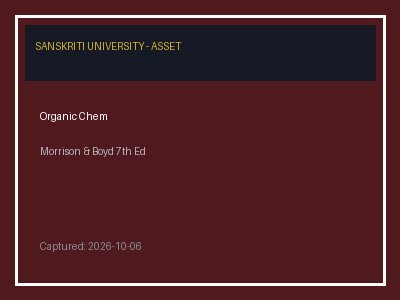 SANSKRITI UNIVERSITY - ASSET
Organic Chem
Morrison & Boyd 7th Ed
Captured: 2026-10-06